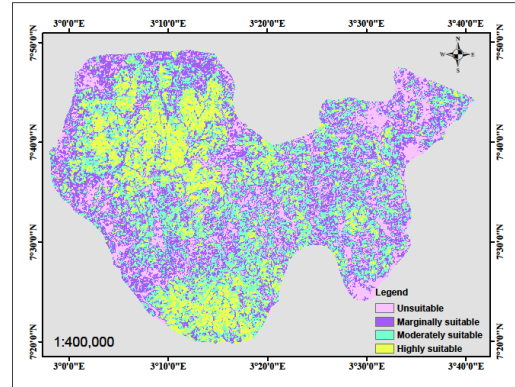 3°0'0"E 3°10'0"E 3°20'0"E 3°30'0"E 3°40'0"E
7°50'0"N 7°50'0"N
N
W E
S
7°40'0"N 7°40'0"N
7°30'0"N 7°30'0"N
Legend
Unsuitable
Marginally suitable
Moderately suitable
Highly suitable
1:400,000
7°20'0"N 7°20'0"N
3°0'0"E 3°10'0"E 3°20'0"E 3°30'0"E 3°40'0"E